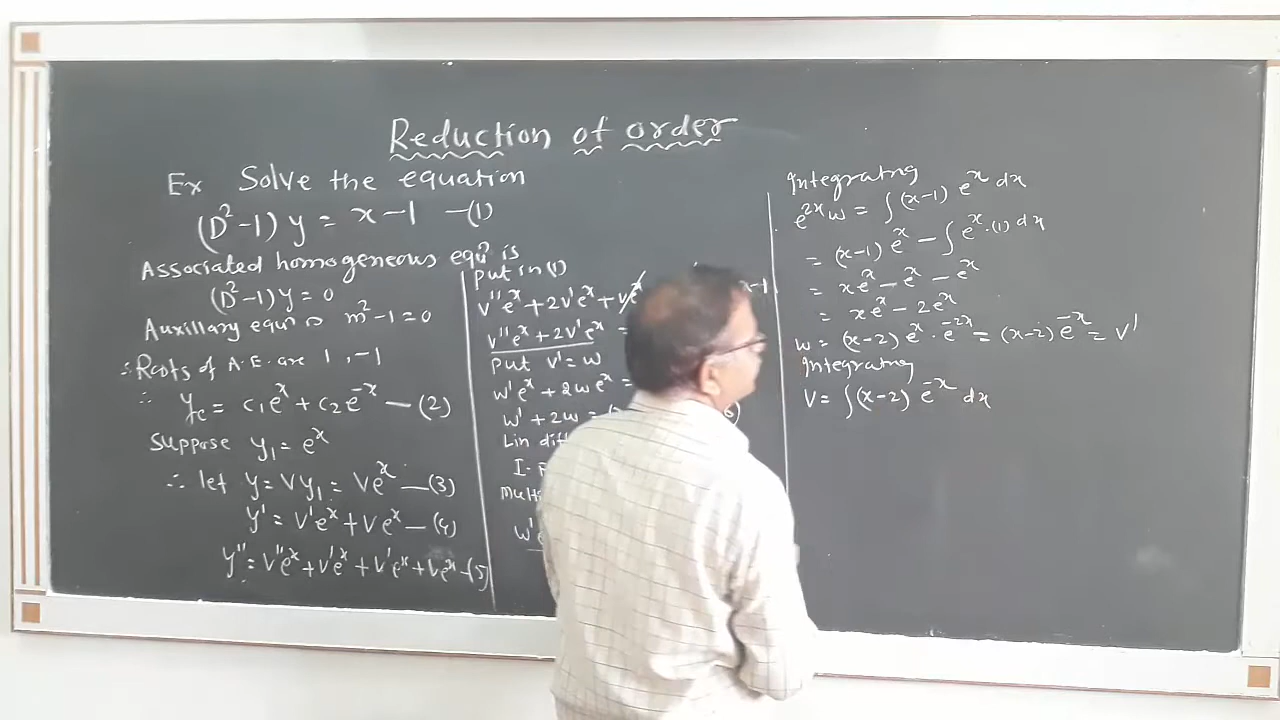 Reduction of order
Ex Solve the equation
(D²-1) y = x-1 —(1)
Associated homogeneous equⁿ is
(D²-1)y = 0
Auxillary equⁿ is m²-1=0
∴ Roots of A.E. are 1, -1
∴ y_c = c₁eˣ + c₂e⁻ˣ — (2)
Suppose y₁ = eˣ
∴ let y = vy₁ = veˣ —(3)
y' = v'eˣ + veˣ — (4)
y'' = v''eˣ + v'eˣ + v'eˣ + veˣ —(5)
Put in (1)
v''eˣ + 2v'eˣ + veˣ x-1
v''eˣ + 2v'eˣ =
Put v' = w
w'eˣ + 2weˣ =
w' + 2w =
Lin
I.
w'
Integrating
e²ˣw = ∫(x-1) eˣ dx
= (x-1) eˣ - ∫ eˣ·(1) dx
= xeˣ - eˣ - eˣ
= xeˣ - 2eˣ
w = (x-2) eˣ · e⁻²ˣ = (x-2) e⁻ˣ = v'
Integrating
v = ∫(x-2) e⁻ˣ dx